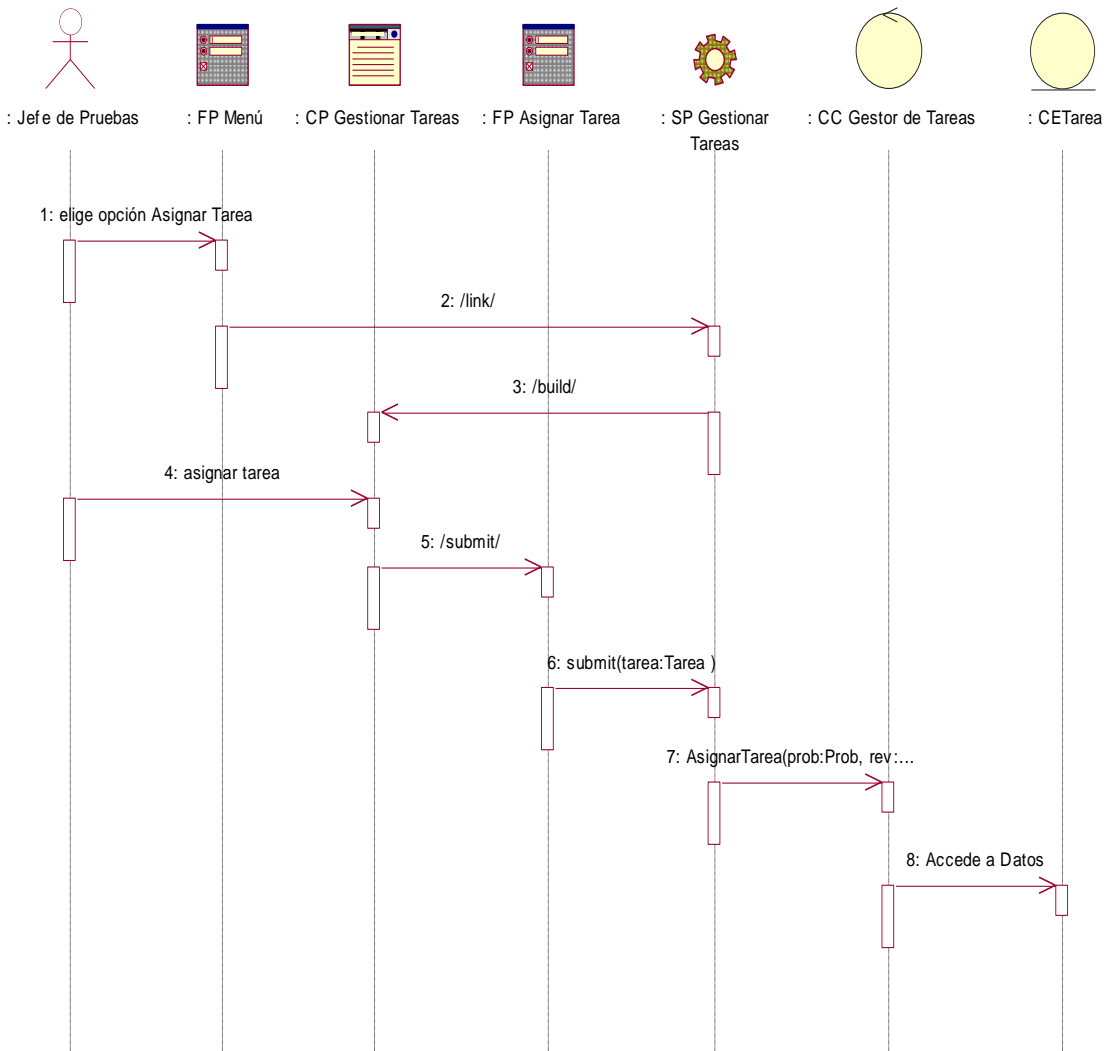 : Jefe de Pruebas
: FP Menú
: CP Gestionar Tareas
: FP Asignar Tarea
: SP Gestionar
Tareas
: CC Gestor de Tareas
: CETarea
1: elige opción Asignar Tarea
2: /link/
3: /build/
4: asignar tarea
5: /submit/
6: submit(tarea:Tarea )
7: AsignarTarea(prob:Prob, rev:...
8: Accede a Datos